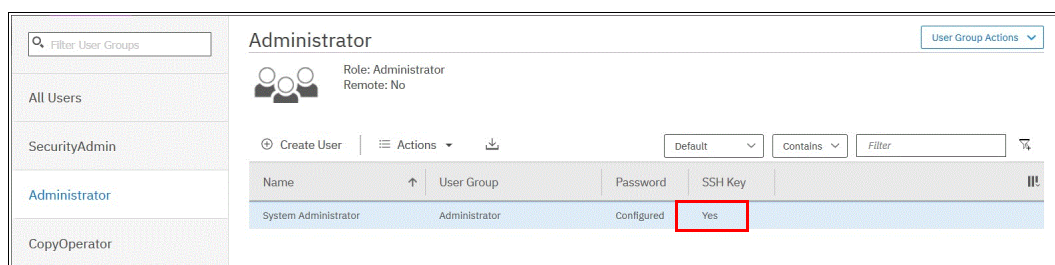 Filter User Groups
All Users
SecurityAdmin
Administrator
CopyOperator
Administrator
User Group Actions
Role: Administrator
Remote: No
Create User
Actions
Default
Contains
Filter
Name User Group Password SSH Key
System Administrator Administrator Configured Yes